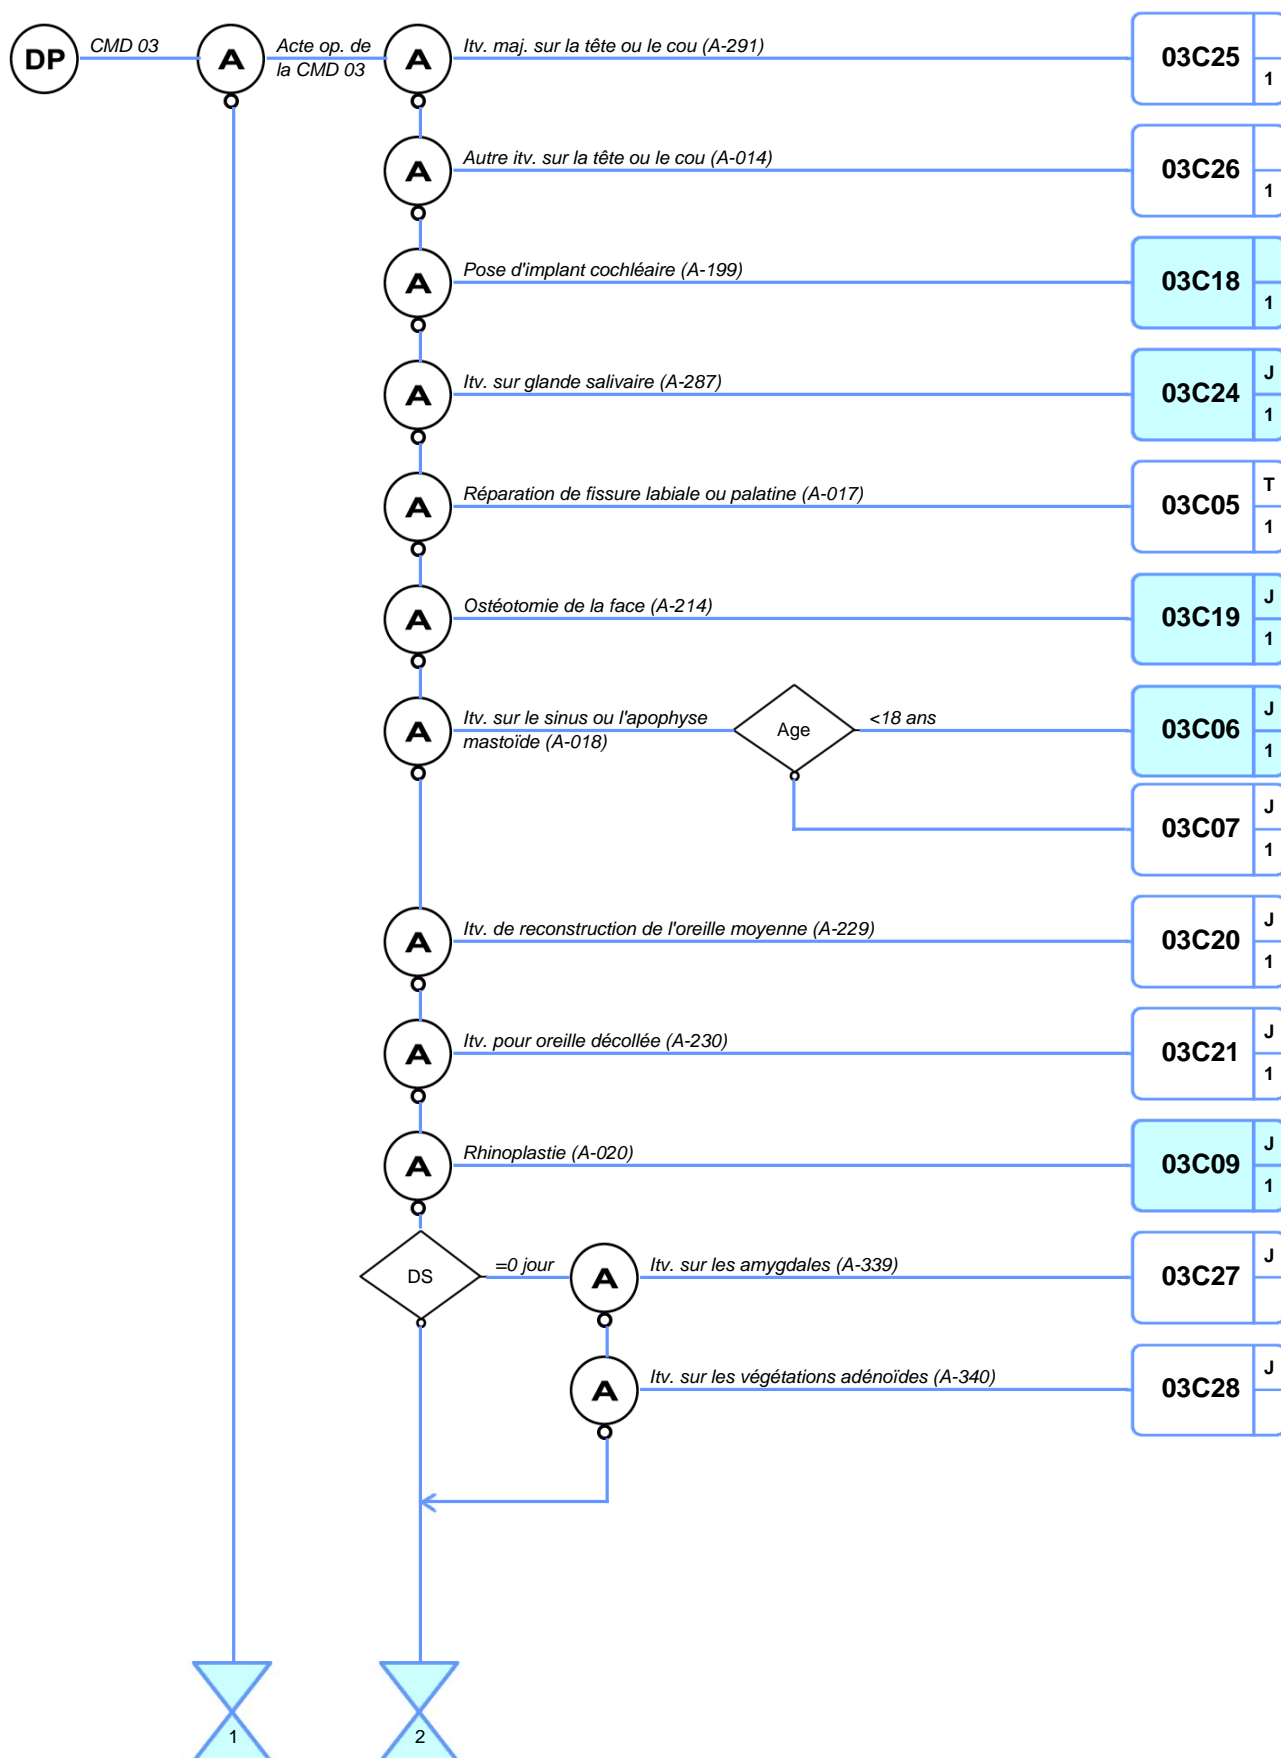 DP
CMD 03
A
Acte op. de
la CMD 03
A
Itv. maj. sur la tête ou le cou (A-291)
03C25
1
A
Autre itv. sur la tête ou le cou (A-014)
03C26
1
A
Pose d'implant cochléaire (A-199)
03C18
1
A
Itv. sur glande salivaire (A-287)
03C24
J
1
A
Réparation de fissure labiale ou palatine (A-017)
03C05
T
1
A
Ostéotomie de la face (A-214)
03C19
J
1
A
Itv. sur le sinus ou l'apophyse
mastoïde (A-018)
Age
<18 ans
03C06
J
1
03C07
J
1
A
Itv. de reconstruction de l'oreille moyenne (A-229)
03C20
J
1
A
Itv. pour oreille décollée (A-230)
03C21
J
1
A
Rhinoplastie (A-020)
03C09
J
1
DS
=0 jour
A
Itv. sur les amygdales (A-339)
03C27
J
A
Itv. sur les végétations adénoïdes (A-340)
03C28
J
1
2